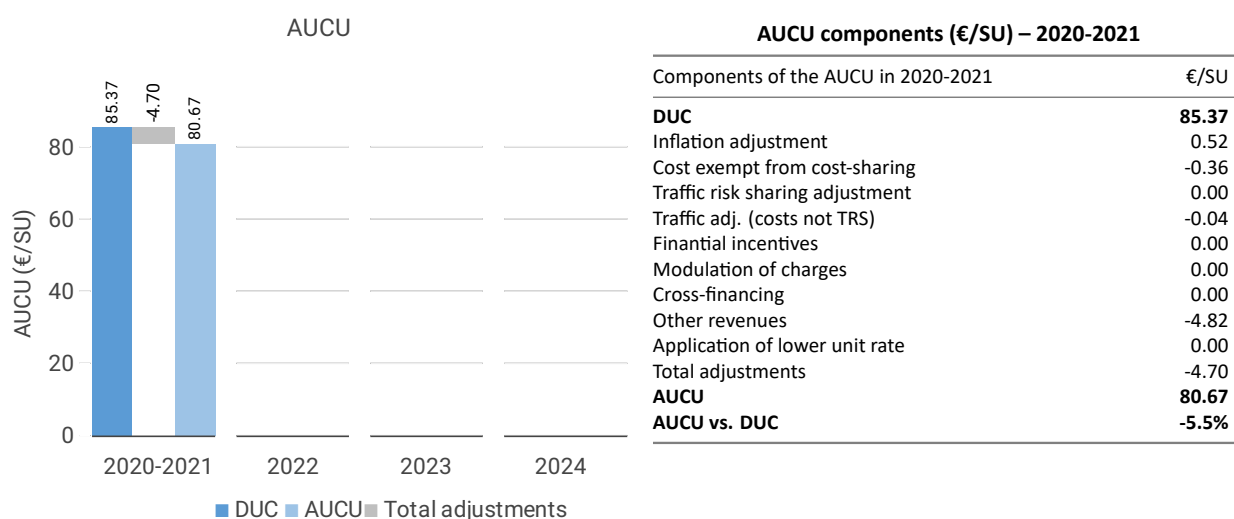 AUCU
85.37
-4.70
80.67
80
60
40
20
0
AUCU (€/SU)
2020-2021
2022
2023
2024
DUC AUCU Total adjustments
AUCU components (€/SU) – 2020-2021
Components of the AUCU in 2020-2021 €/SU
DUC 85.37
Inflation adjustment 0.52
Cost exempt from cost-sharing -0.36
Traffic risk sharing adjustment 0.00
Traffic adj. (costs not TRS) -0.04
Finantial incentives 0.00
Modulation of charges 0.00
Cross-financing 0.00
Other revenues -4.82
Application of lower unit rate 0.00
Total adjustments -4.70
AUCU 80.67
AUCU vs. DUC -5.5%